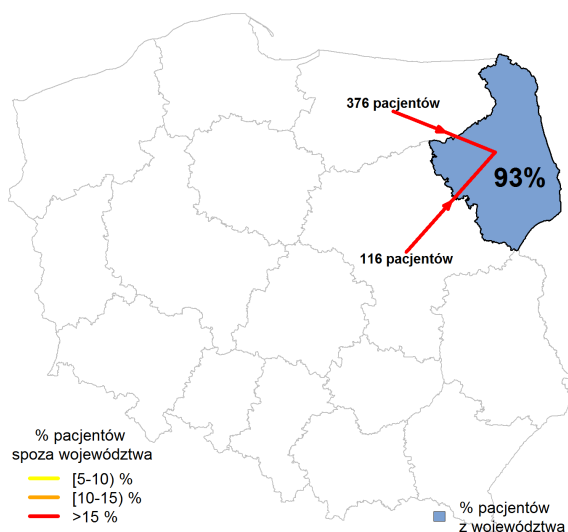 376 pacjentów
93%
116 pacjentów
% pacjentów
spoza województwa
[5-10) %
[10-15) %
>15 %
% pacjentów
z województwa